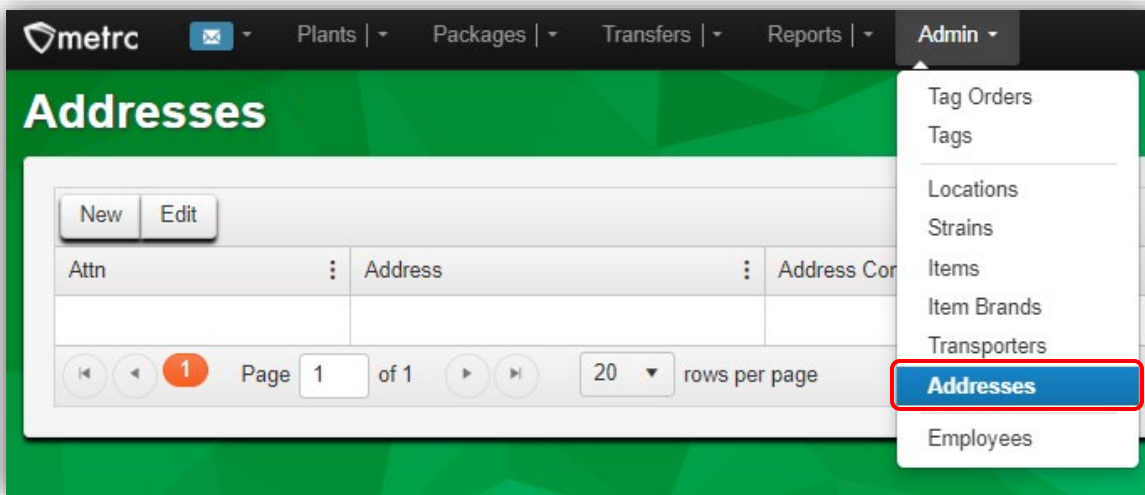 metrc Plants | Packages | Transfers | Reports | Admin
Addresses
Tag Orders
Tags
Locations
Strains
Items
Item Brands
Transporters
Addresses
Employees
New Edit
Attn Address Address Cor
1 Page 1 of 1 20 rows per page